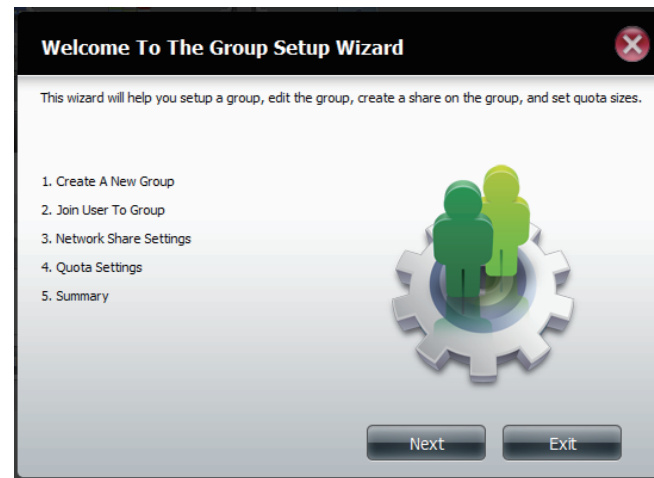 Welcome To The Group Setup Wizard
This wizard will help you setup a group, edit the group, create a share on the group, and set quota sizes.
1. Create A New Group
2. Join User To Group
3. Network Share Settings
4. Quota Settings
5. Summary
Next
Exit